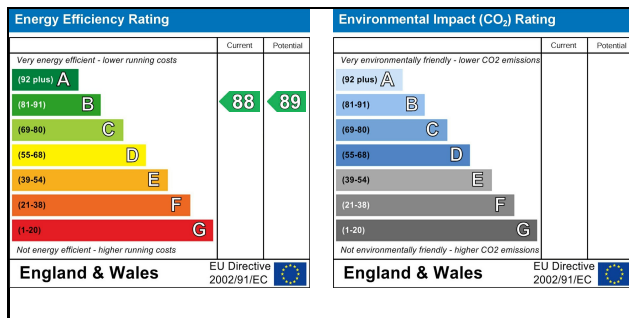 Energy Efficiency Rating
Current Potential
Very energy efficient - lower running costs
(92 plus) A
(81-91) B
88 89
(69-80) C
(55-68) D
(39-54) E
(21-38) F
(1-20) G
Not energy efficient - higher running costs
England & Wales
EU Directive
2002/91/EC
Environmental Impact (CO₂) Rating
Current Potential
Very environmentally friendly - lower CO2 emissions
(92 plus) A
(81-91) B
(69-80) C
(55-68) D
(39-54) E
(21-38) F
(1-20) G
Not environmentally friendly - higher CO2 emissions
England & Wales
EU Directive
2002/91/EC